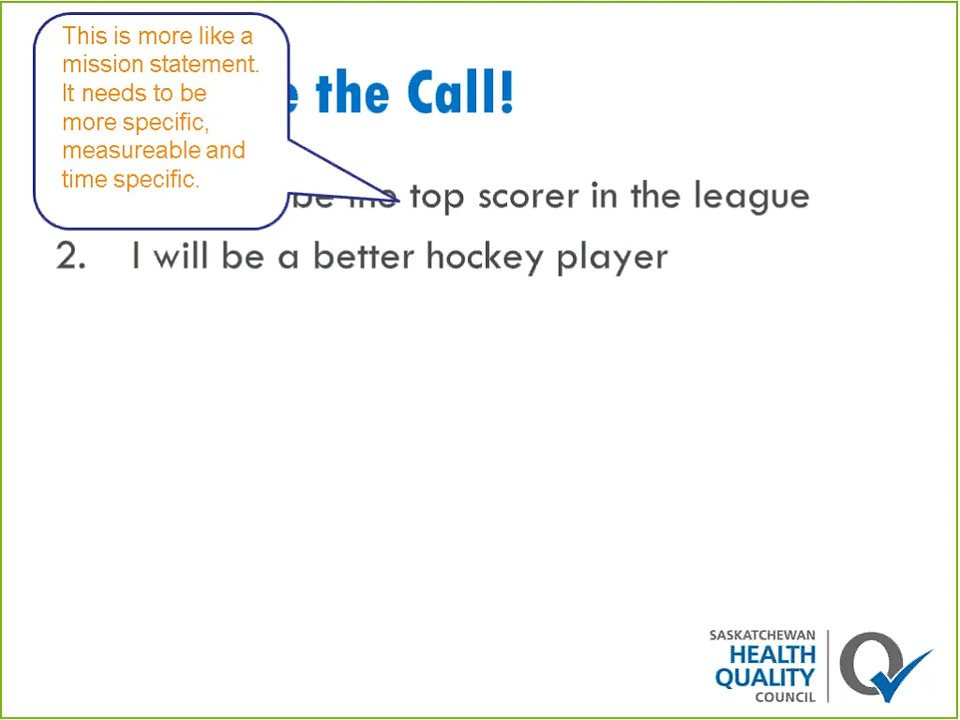 This is more like a
mission statement.
It needs to be
more specific,
measureable and
time specific.
the Call!
be the top scorer in the league
2. I will be a better hockey player
SASKATCHEWAN
HEALTH
QUALITY
COUNCIL